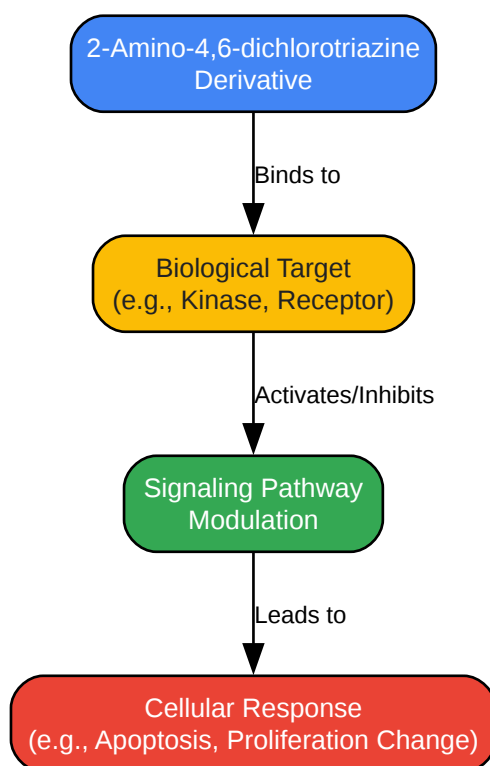 2-Amino-4,6-dichlorotriazine
Derivative
Binds to
Biological Target
(e.g., Kinase, Receptor)
Activates/Inhibits
Signaling Pathway
Modulation
Leads to
Cellular Response
(e.g., Apoptosis, Proliferation Change)